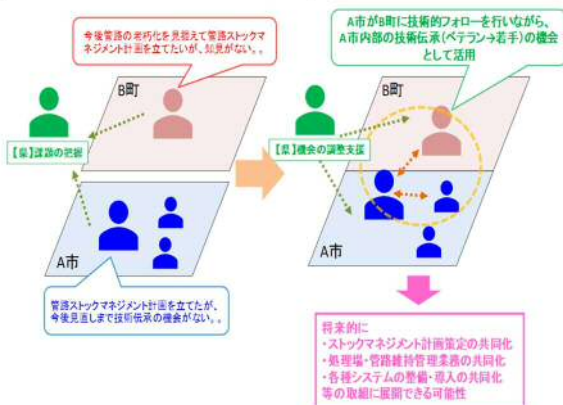 今後管路の老朽化を見据えて管路ストックマ
ネジメント計画を立てたいが、知見がない。。
B町
【県】課題の把握
A市
管路ストックマネジメント計画を立てたが、
今後見直しまで技術伝承の機会がない。。
A市がB町に技術的フォローを行いながら、
A市内部の技術伝承(ベテラン→若手)の機会
として活用
B町
【県】機会の調整支援
A市
将来的に
・ストックマネジメント計画策定の共同化
・処理場・管路維持管理業務の共同化
・各種システムの整備・導入の共同化
等の取組に展開できる可能性